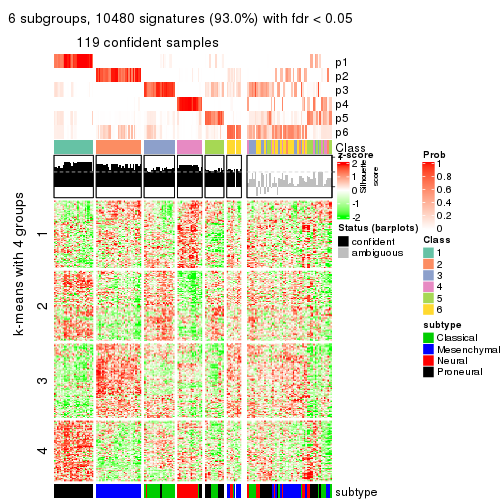 6 subgroups, 10480 signatures (93.0%) with fdr < 0.05
119 confident samples
p1
p2
p3
p4
p5
p6
Class
z-score
2
1
0
-1
-2
Silhouette
score
Prob
1
0.8
0.6
0.4
0.2
0
Status (barplots)
confident
ambiguous
Class
1
2
3
4
5
6
subtype
Classical
Mesenchymal
Neural
Proneural
k-means with 4 groups
1
2
3
4
subtype